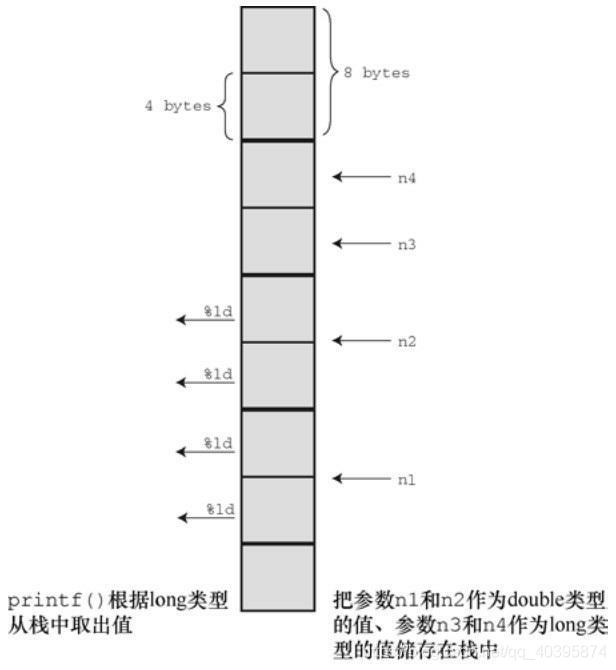 8 bytes
4 bytes
n4
n3
%ld
n2
%ld
%ld
n1
%ld
printf()根据long类型
从栈中取出值
把参数n1和n2作为double类型
的值、参数n3和n4作为long类
型的值储存在栈中
qq_40395874